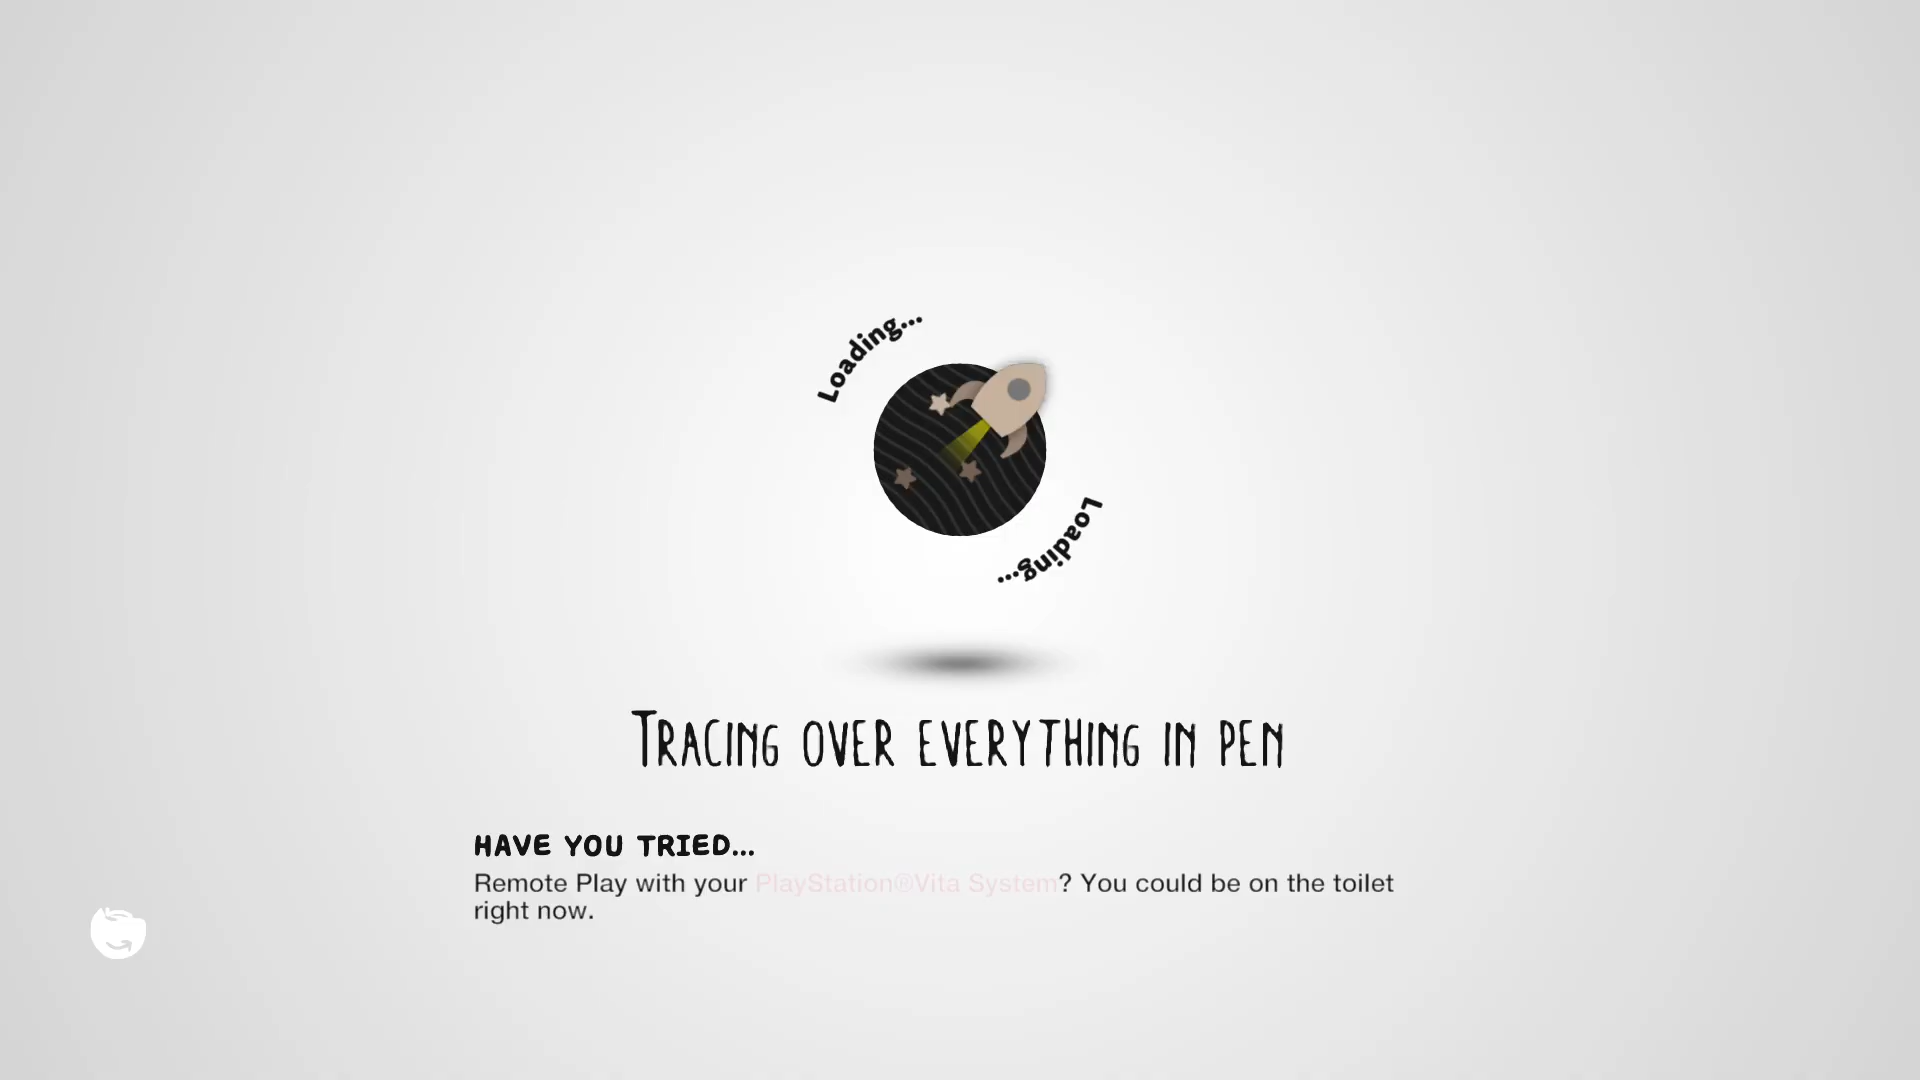 Loading...
Loading...
TRACING OVER EVERYTHING IN PEN
HAVE YOU TRIED...
Remote Play with your PlayStation®Vita System? You could be on the toilet
right now.